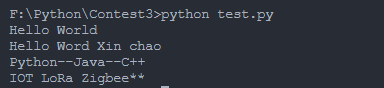 F:\Python\Contest3>python test.py
Hello World
Hello Word Xin chao
Python--Java--C++
IOT LoRa Zigbee**